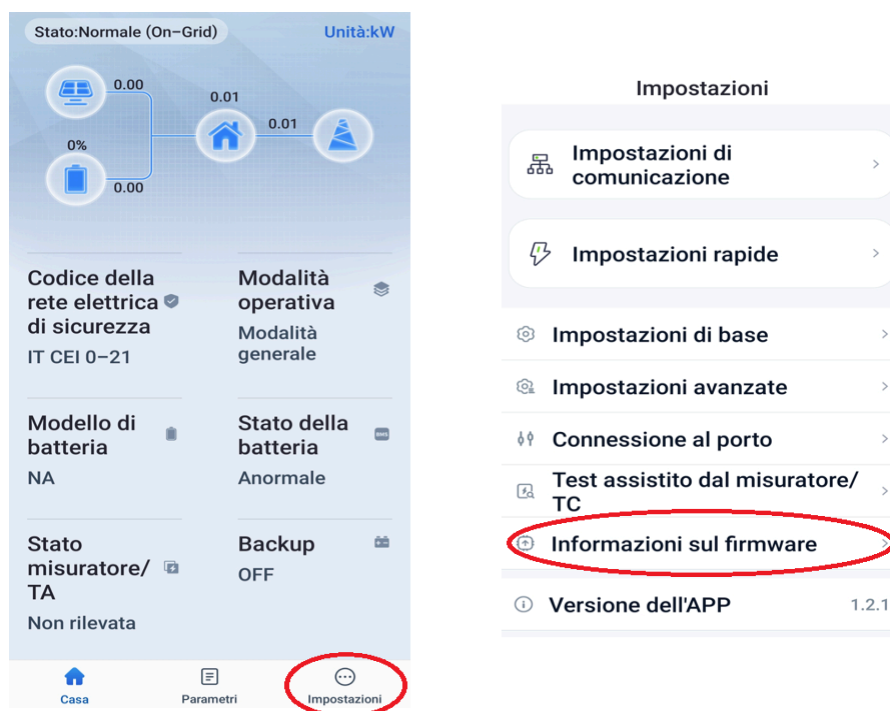 Stato:Normale (On-Grid)
Unità:kW
0.00
0.01
0.01
0%
0.00
Codice della
rete elettrica
di sicurezza
IT CEI 0-21
Modalità
operativa
Modalità
generale
Modello di
batteria
NA
Stato della
batteria
Anormale
Stato
misuratore/
TA
Non rilevata
Backup
OFF
Casa
Parametri
Impostazioni
Impostazioni
Impostazioni di
comunicazione
Impostazioni rapide
Impostazioni di base
Impostazioni avanzate
Connessione al porto
Test assistito dal misuratore/
TC
Informazioni sul firmware
Versione dell'APP
1.2.1